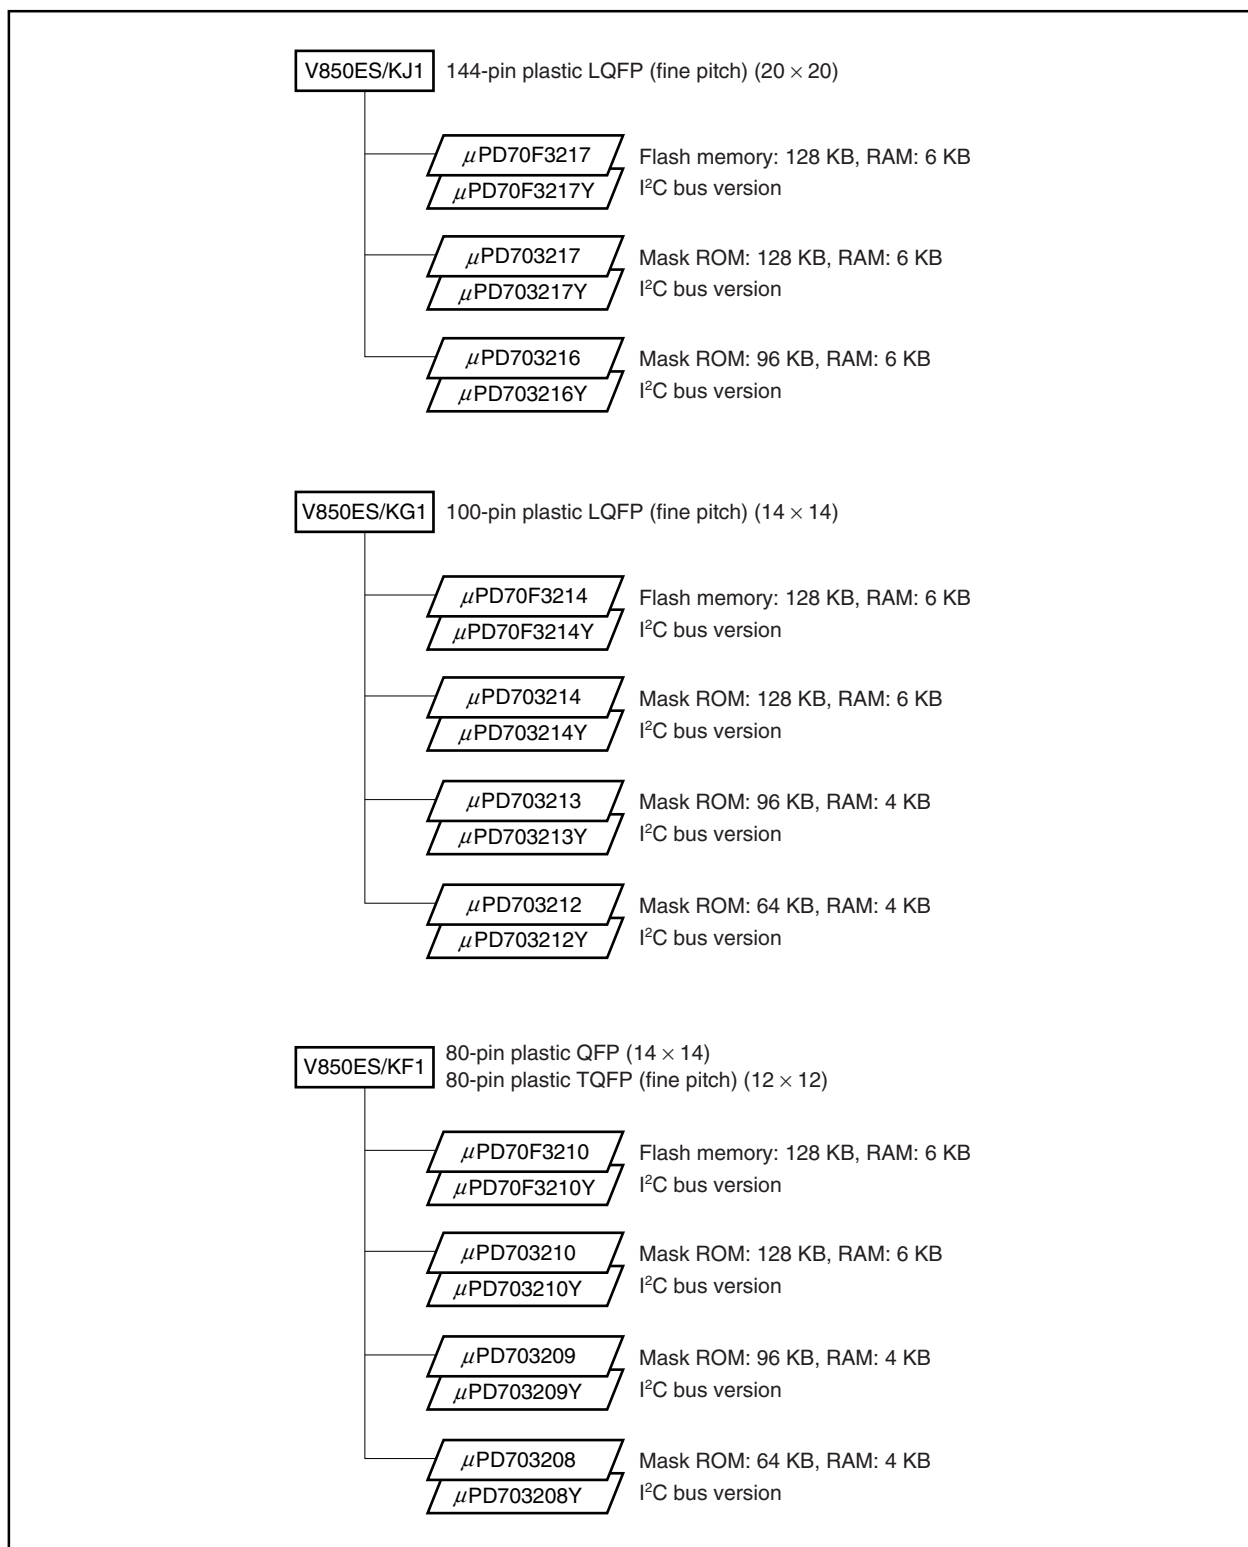 V850ES/KJ1 144-pin plastic LQFP (fine pitch) (20 × 20)
μPD70F3217 Flash memory: 128 KB, RAM: 6 KB
μPD70F3217Y I²C bus version
μPD703217 Mask ROM: 128 KB, RAM: 6 KB
μPD703217Y I²C bus version
μPD703216 Mask ROM: 96 KB, RAM: 6 KB
μPD703216Y I²C bus version
V850ES/KG1 100-pin plastic LQFP (fine pitch) (14 × 14)
μPD70F3214 Flash memory: 128 KB, RAM: 6 KB
μPD70F3214Y I²C bus version
μPD703214 Mask ROM: 128 KB, RAM: 6 KB
μPD703214Y I²C bus version
μPD703213 Mask ROM: 96 KB, RAM: 4 KB
μPD703213Y I²C bus version
μPD703212 Mask ROM: 64 KB, RAM: 4 KB
μPD703212Y I²C bus version
80-pin plastic QFP (14 × 14)
V850ES/KF1
80-pin plastic TQFP (fine pitch) (12 × 12)
μPD70F3210 Flash memory: 128 KB, RAM: 6 KB
μPD70F3210Y I²C bus version
μPD703210 Mask ROM: 128 KB, RAM: 6 KB
μPD703210Y I²C bus version
μPD703209 Mask ROM: 96 KB, RAM: 4 KB
μPD703209Y I²C bus version
μPD703208 Mask ROM: 64 KB, RAM: 4 KB
μPD703208Y I²C bus version